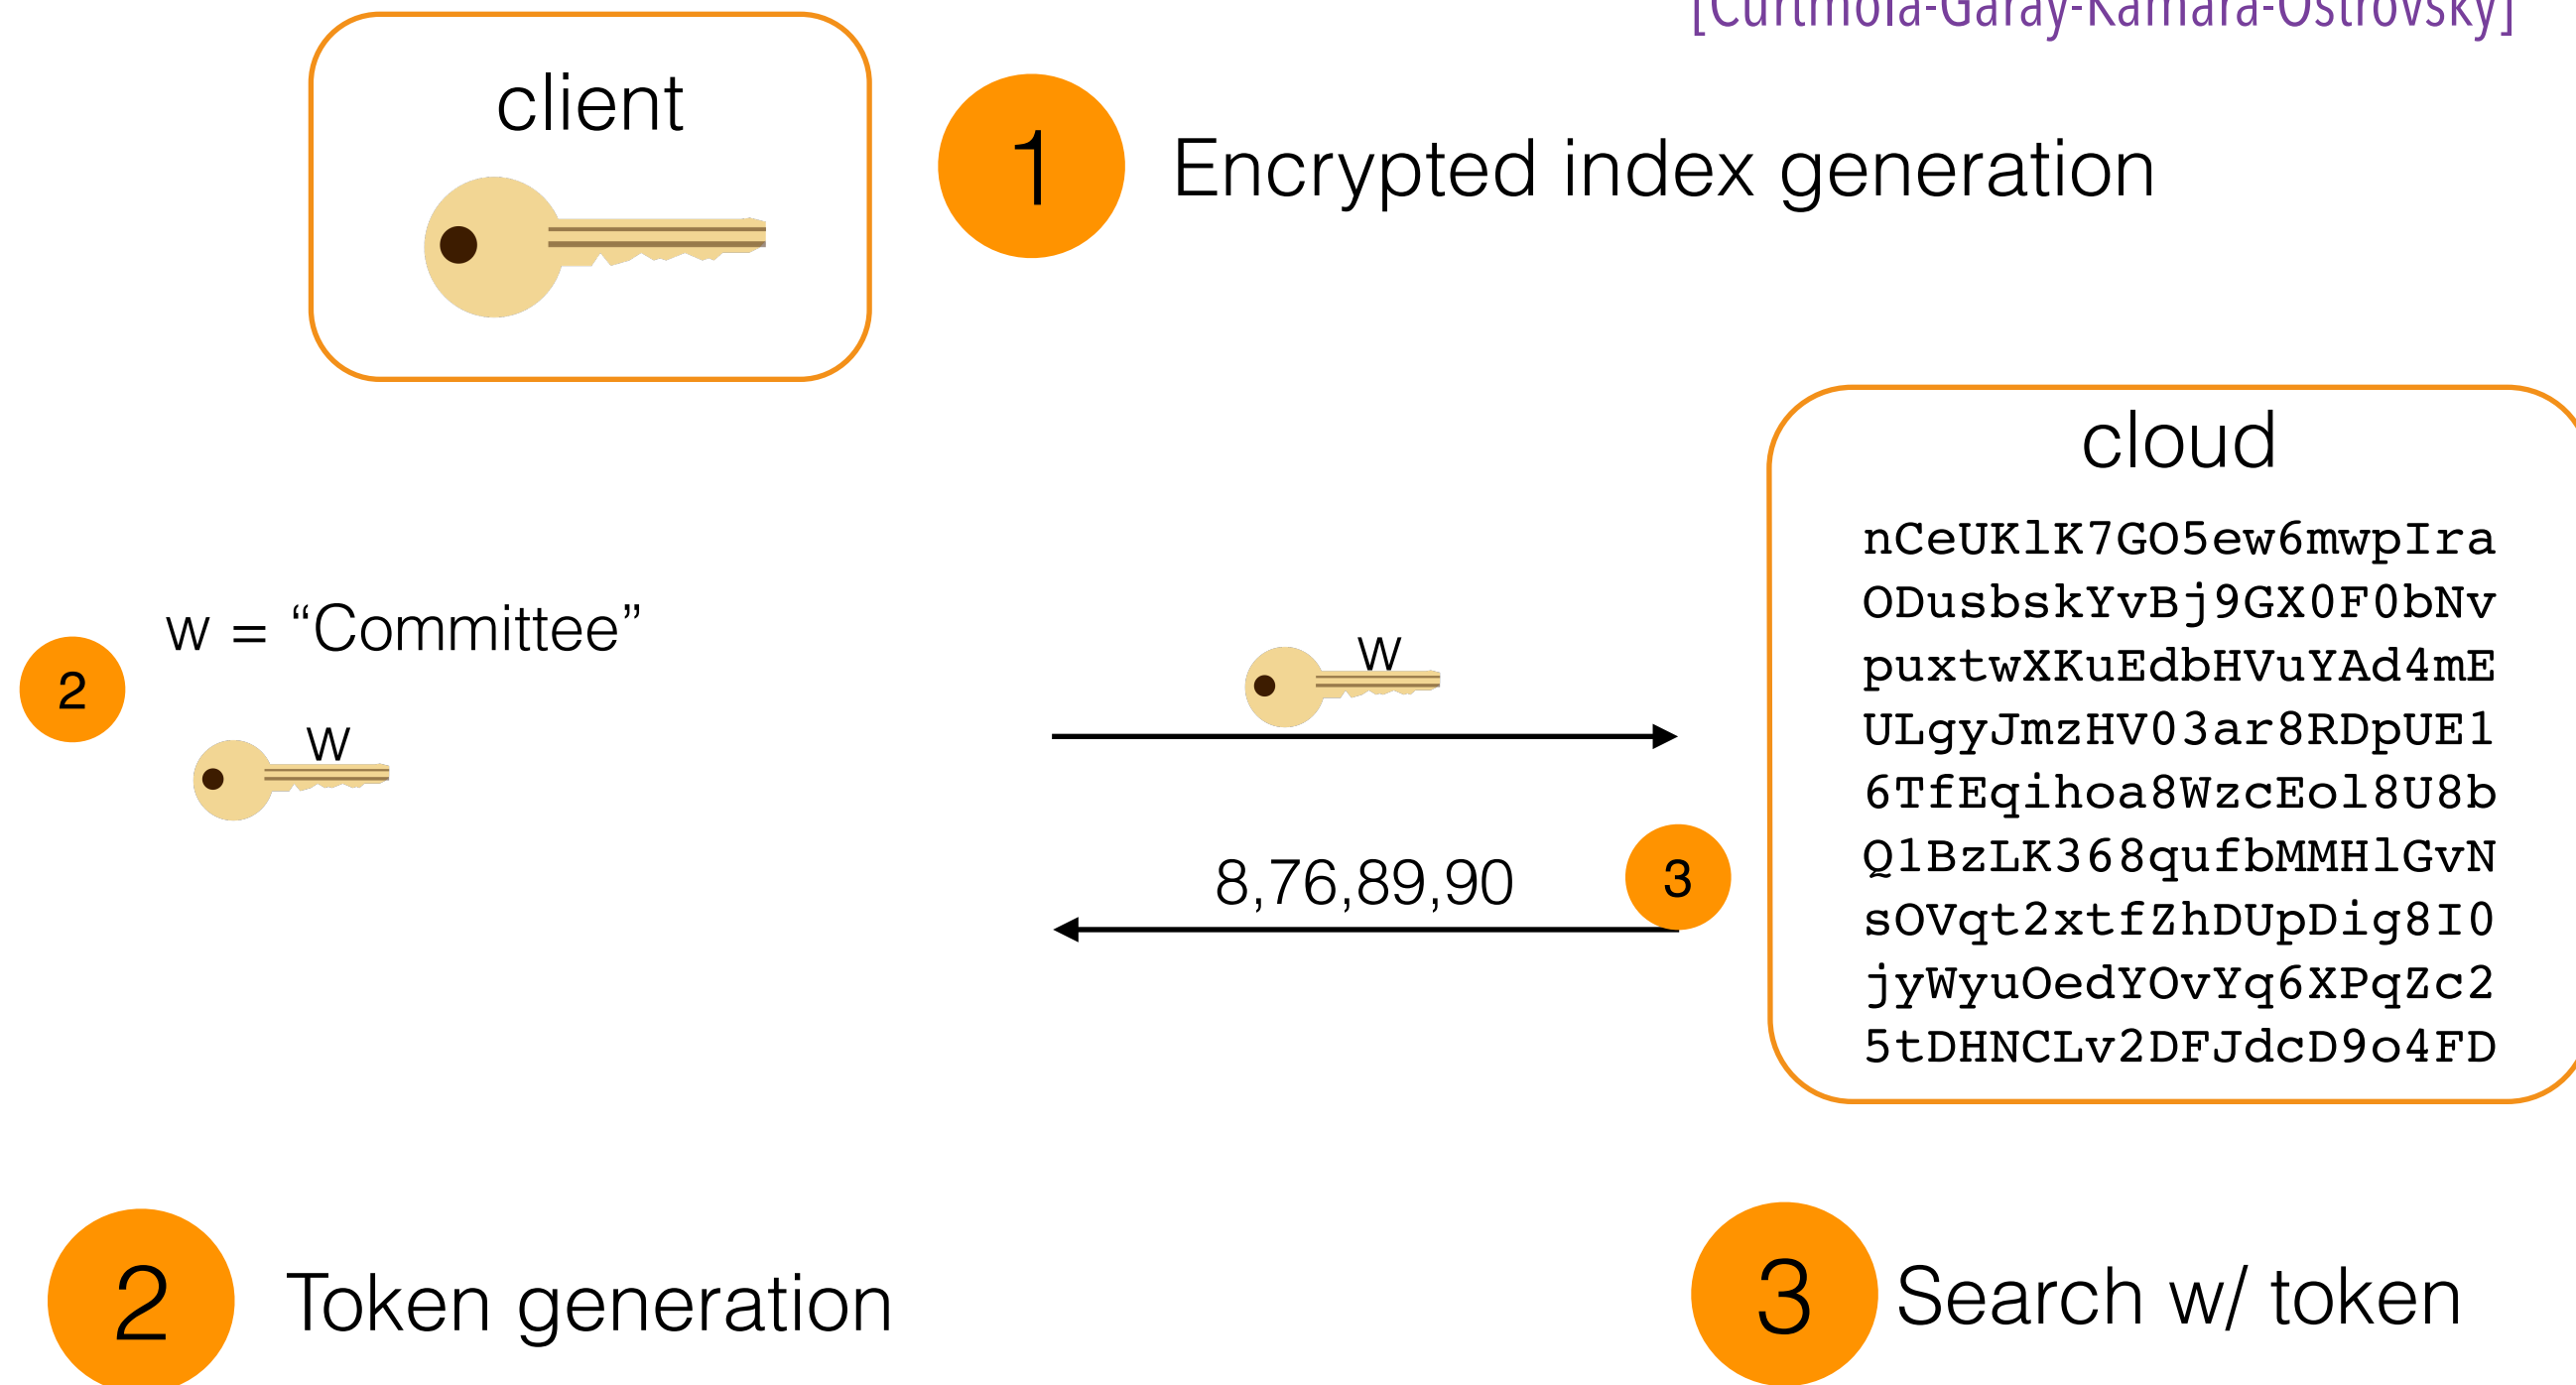 [Curtmola-Garay-Kamara-Ostrovsky]
client
1 Encrypted index generation
cloud
nCeUKlK7GO5ew6mwpIra
ODusbskYvBj9GX0F0bNv
puxtwXKuEdbHVuYAd4mE
ULgyJmzHV03ar8RDpUE1
6TfEqihoa8WzcEol8U8b
Q1BzLK368qufbMMHlGvN
sOVqt2xtfZhDUpDig8I0
jyWyuOedYOvYq6XPqZc2
5tDHNCLv2DFJdcD9o4FD
w = “Committee”
2
w
w
8,76,89,90
3
2 Token generation
3 Search w/ token